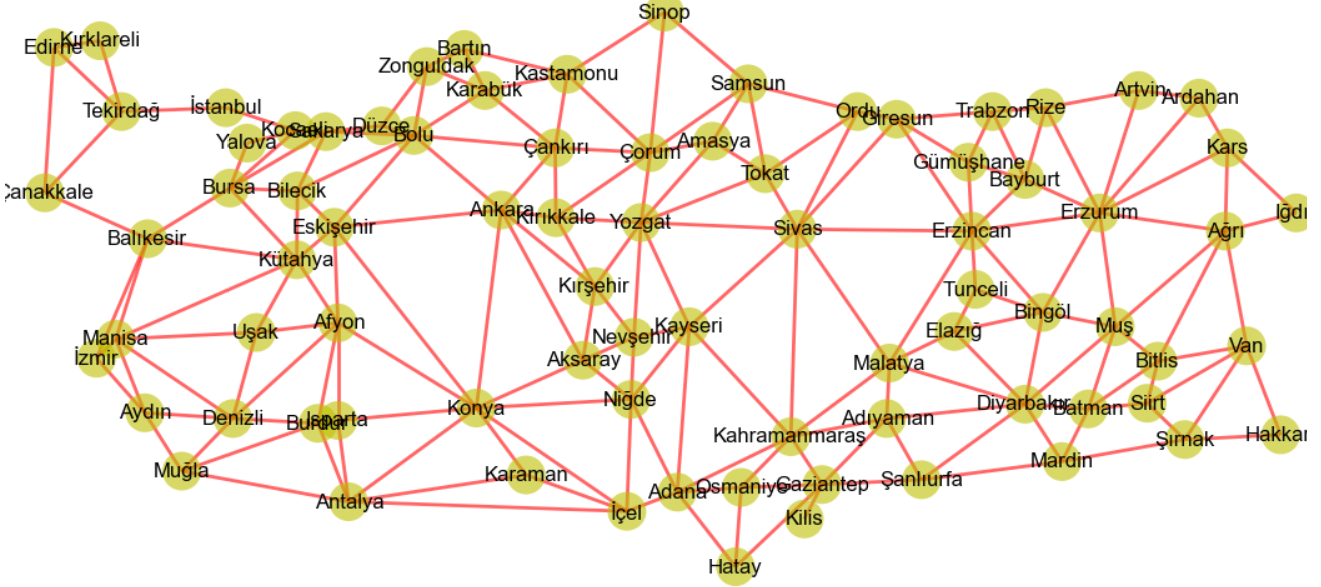 Sinop
Edirne
Kırklareli
Bartın
Zonguldak
Kastamonu
Karabük
Samsun
Tekirdağ
İstanbul
Kocaeli
Sakarya
Düzce
Bolu
Yalova
Ordu
Giresun
Trabzon
Rize
Artvin
Ardahan
Çankırı
Çorum
Amasya
Kars
Gümüşhane
Tokat
Bayburt
Çanakkale
Bursa
Bilecik
Ankara
Kırıkkale
Yozgat
Sivas
Erzincan
Erzurum
Iğdı
Eskişehir
Balıkesir
Ağrı
Kütahya
Kırşehir
Tunceli
Bingöl
Manisa
Uşak
Afyon
Nevşehir
Kayseri
Elazığ
Muş
İzmir
Aksaray
Malatya
Bitlis
Van
Aydın
Denizli
Burdur
Isparta
Konya
Niğde
Adıyaman
Diyarbakır
Batman
Siirt
Kahramanmaraş
Şırnak
Hakkar
Muğla
Karaman
Mardin
Antalya
İçel
Adana
Osmaniye
Gaziantep
Şanlıurfa
Kilis
Hatay